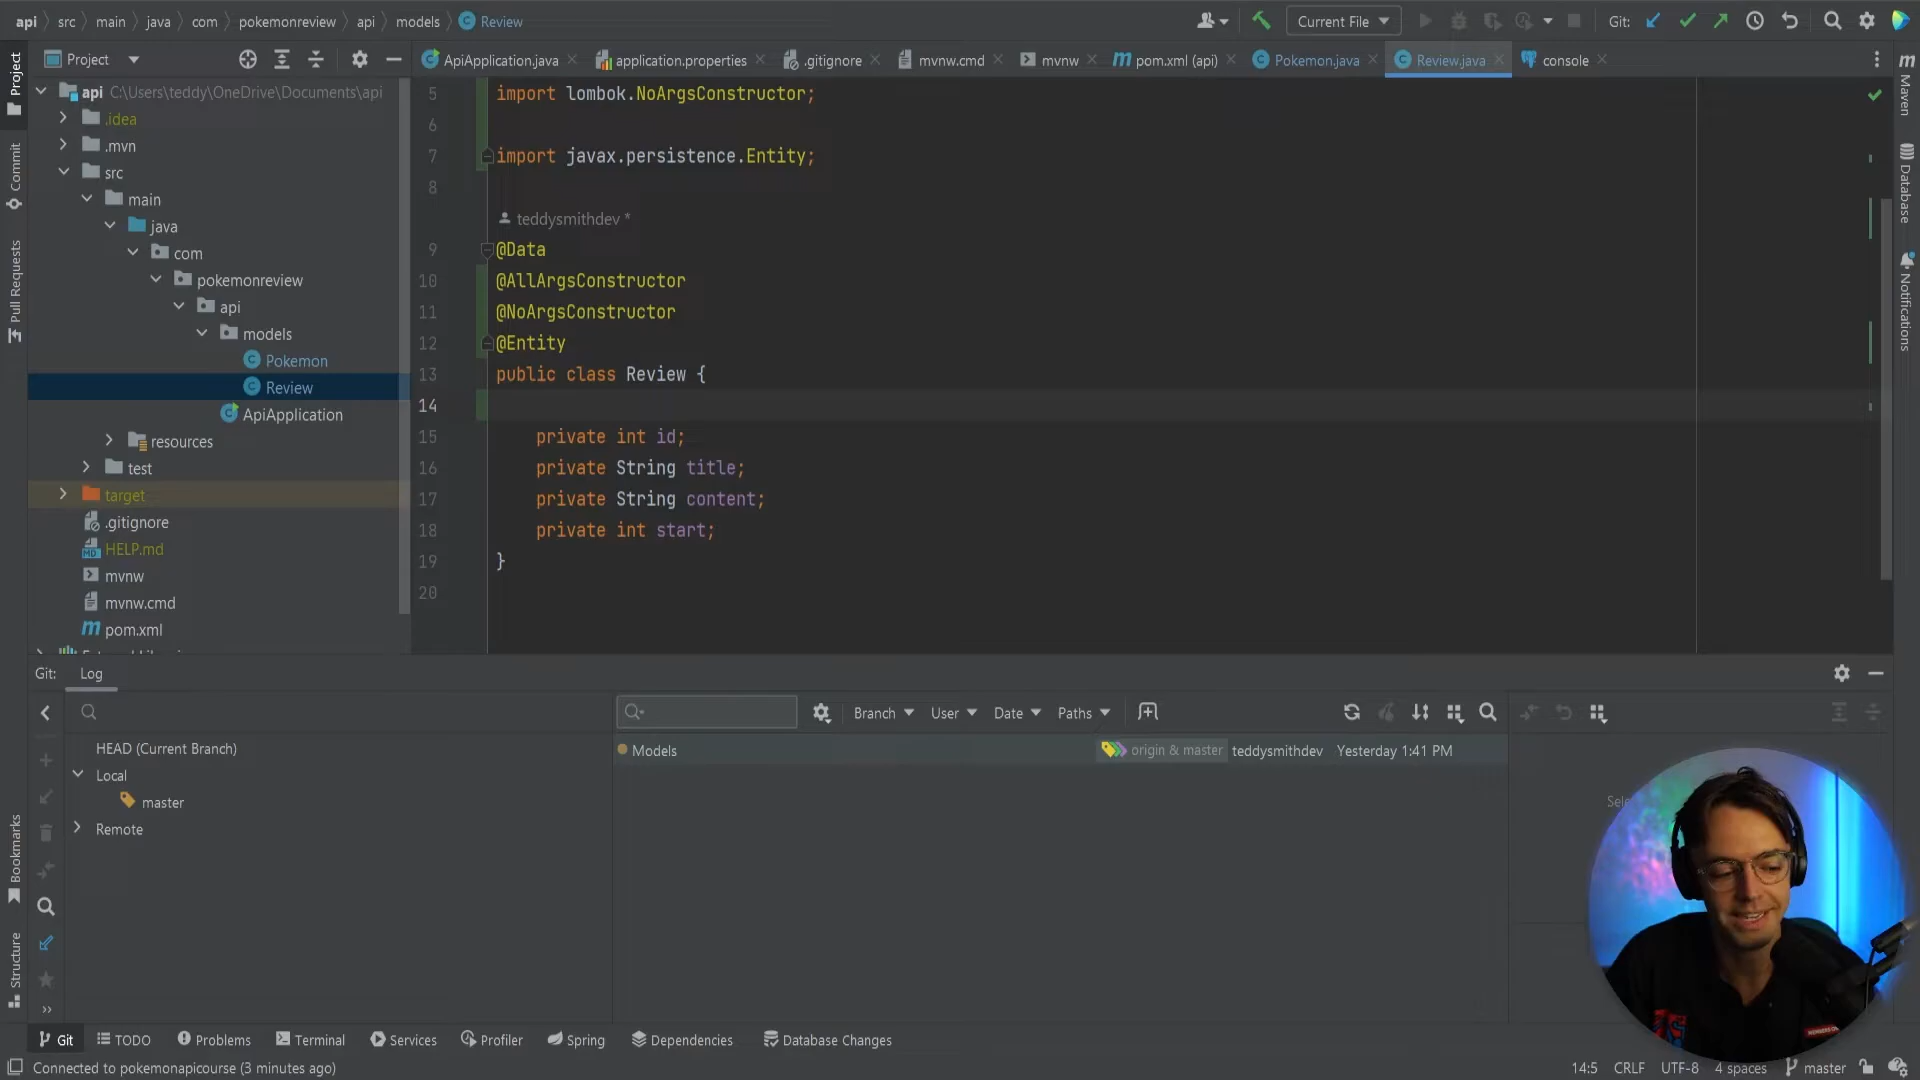 api src main java com pokemonreview api models Review
Current File
Git:
Project
ApiApplication.java
application.properties
.gitignore
mvnw.cmd
mvnw
pom.xml (api)
Pokemon.java
Review.java
console
Project
Commit
Pull Requests
Bookmarks
Structure
Maven
Database
Notifications
api C:\Users\teddy\OneDrive\Documents\api
.idea
.mvn
src
main
java
com
pokemonreview
api
models
Pokemon
Review
ApiApplication
resources
test
target
.gitignore
HELP.md
mvnw
mvnw.cmd
pom.xml
5 import lombok.NoArgsConstructor;
6
7 import javax.persistence.Entity;
8
teddysmithdev *
9 @Data
10 @AllArgsConstructor
11 @NoArgsConstructor
12 @Entity
13 public class Review {
14
15 private int id;
16 private String title;
17 private String content;
18 private int start;
19 }
20
Git: Log
Branch User Date Paths
HEAD (Current Branch)
Local
master
Remote
Models origin & master teddysmithdev Yesterday 1:41 PM
Git TODO Problems Terminal Services Profiler Spring Dependencies Database Changes
Connected to pokemonapicourse (3 minutes ago)
14:5 CRLF UTF-8 4 spaces master